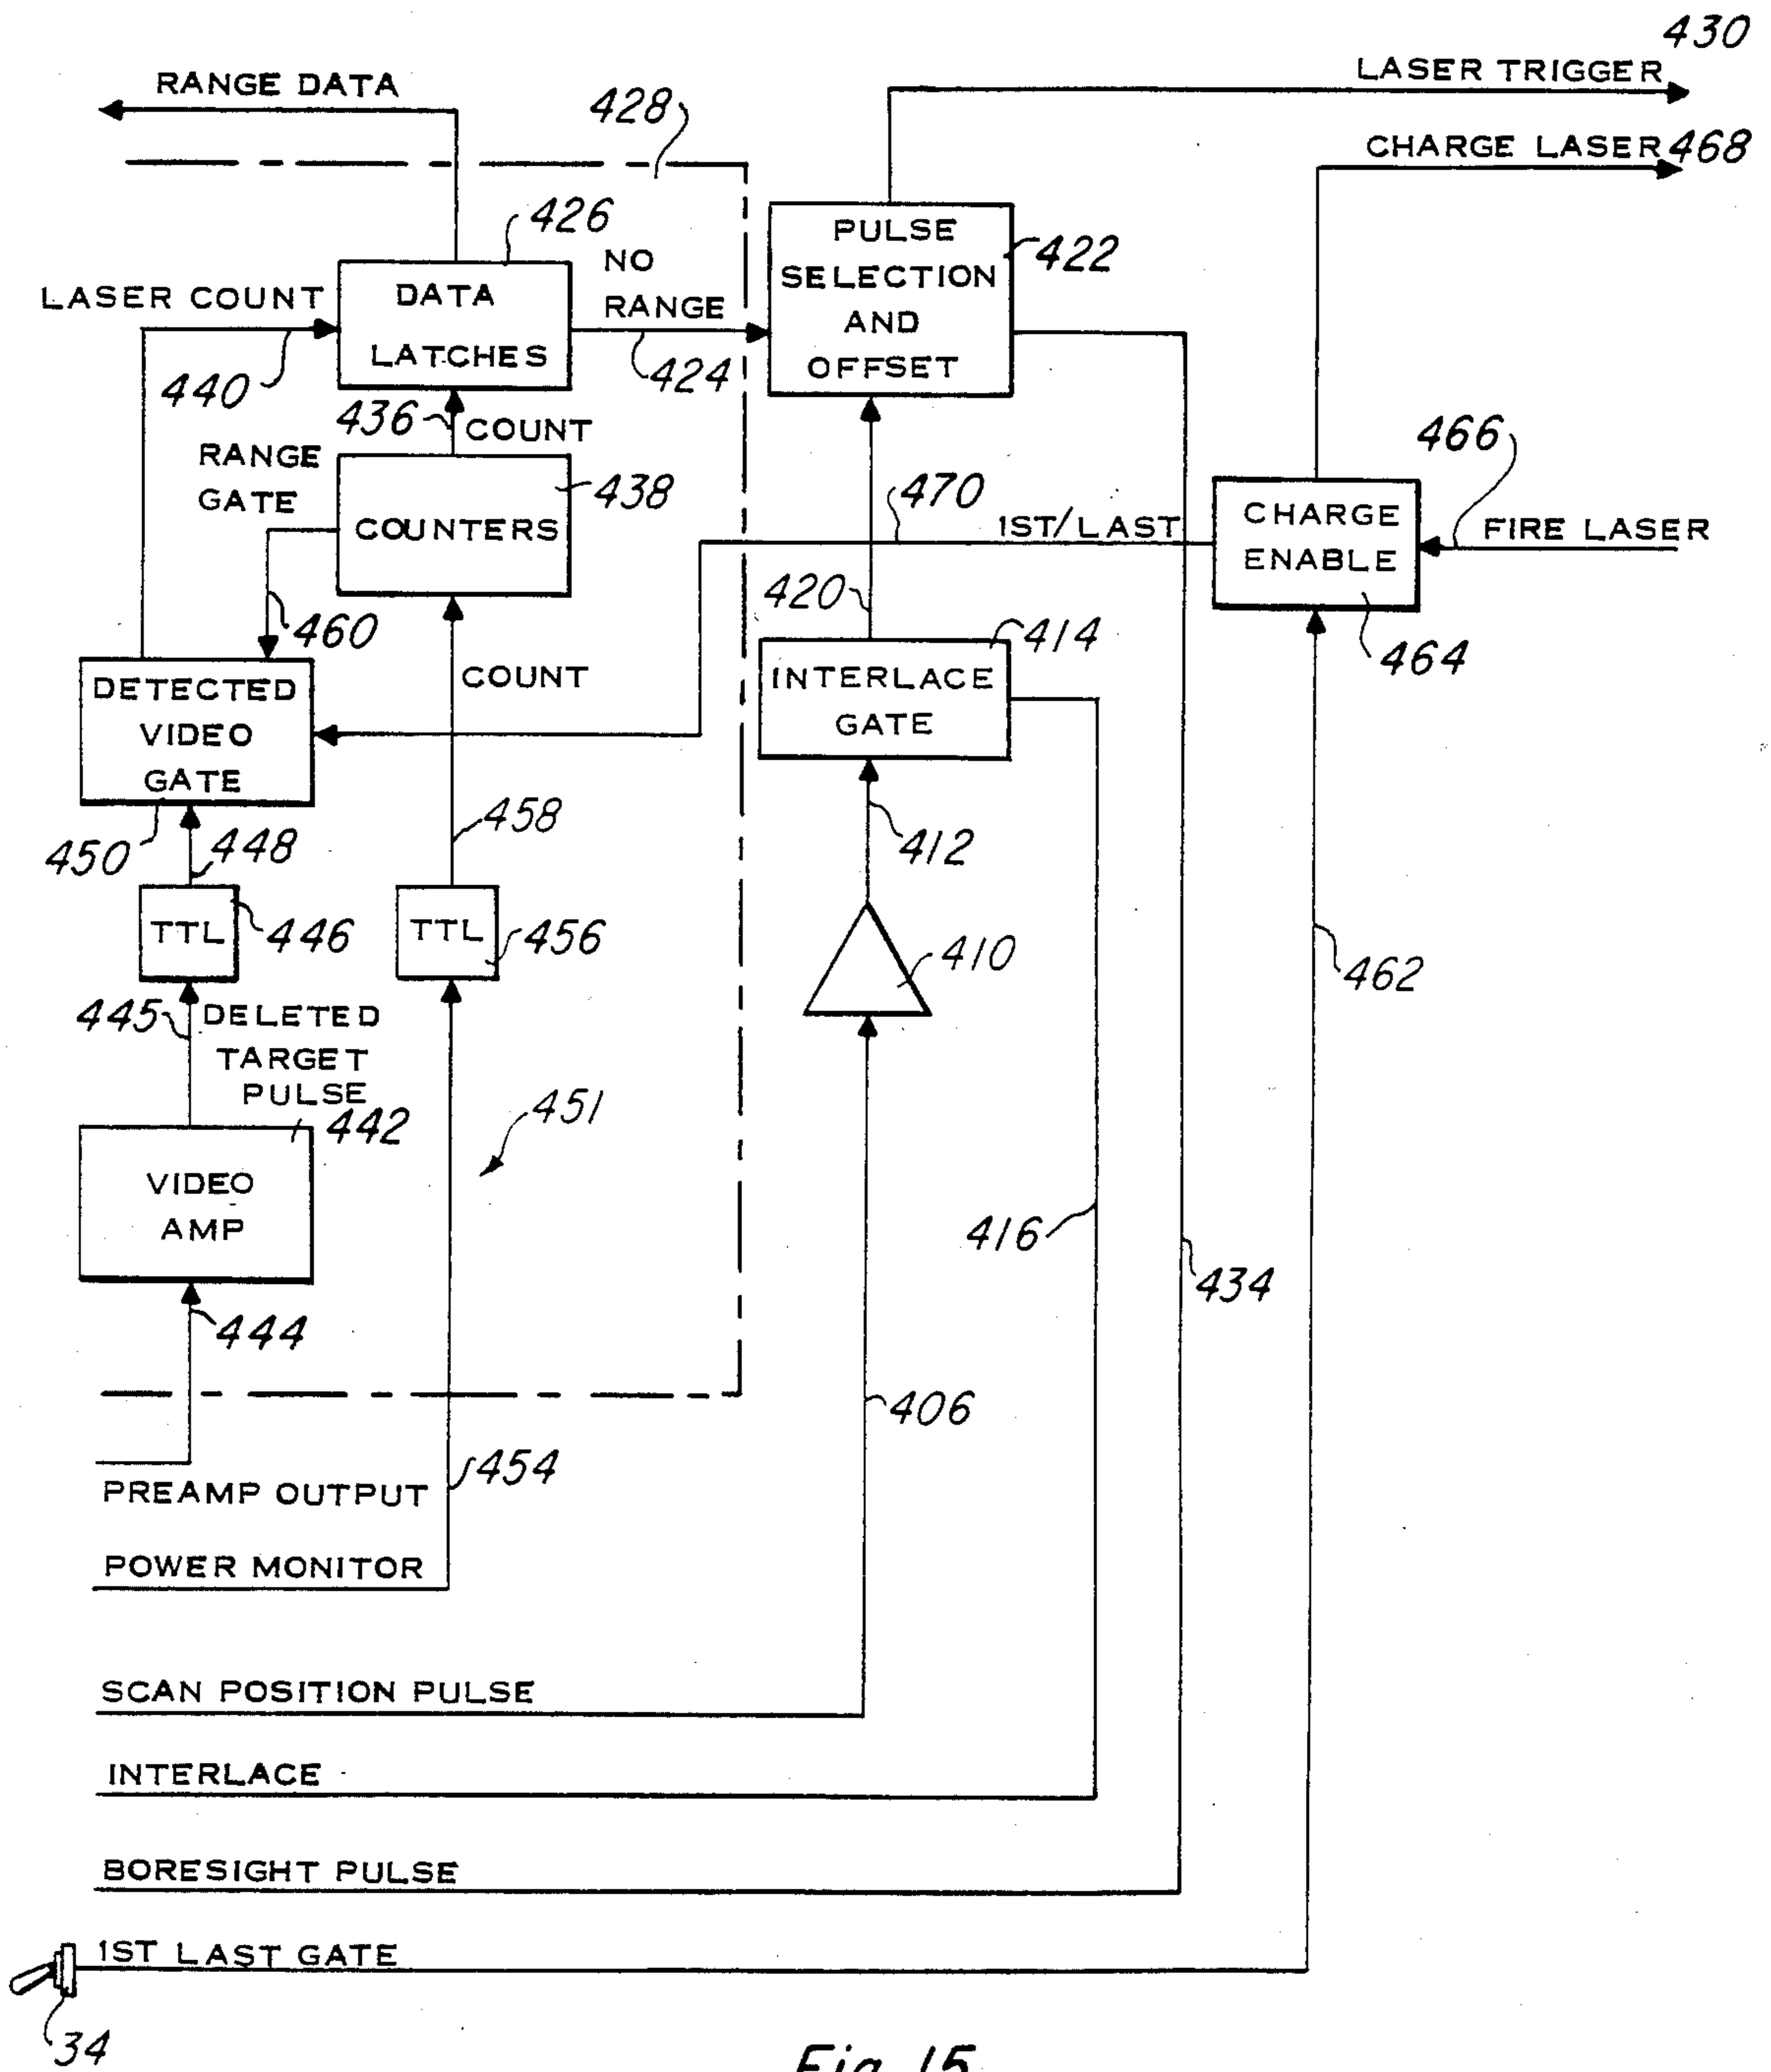 430
LASER TRIGGER
RANGE DATA
428
CHARGE LASER 468
426
PULSE
SELECTION
AND
OFFSET
422
NO
RANGE
LASER COUNT
DATA
LATCHES
440
424
436
COUNT
RANGE
GATE
438
COUNTERS
466
470
1ST/LAST
CHARGE
ENABLE
FIRE LASER
420
460
414
464
COUNT
INTERLACE
GATE
DETECTED
VIDEO
GATE
458
450
448
412
TTL
446
TTL
456
410
462
445
DELETED
TARGET
PULSE
442
451
VIDEO
AMP
416
434
444
406
454
PREAMP OUTPUT
POWER MONITOR
SCAN POSITION PULSE
INTERLACE
BORESIGHT PULSE
1ST LAST GATE
34
Fig. 15